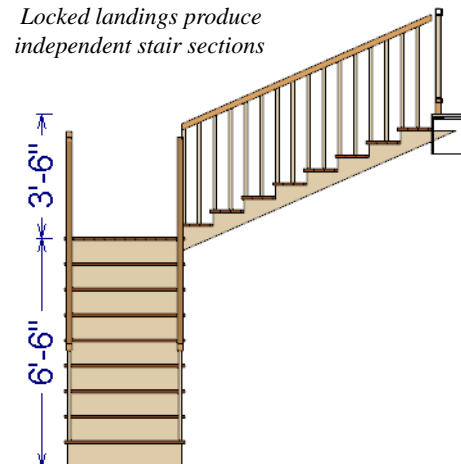 Locked landings produce
independent stair sections
3'-6"
6'-6"